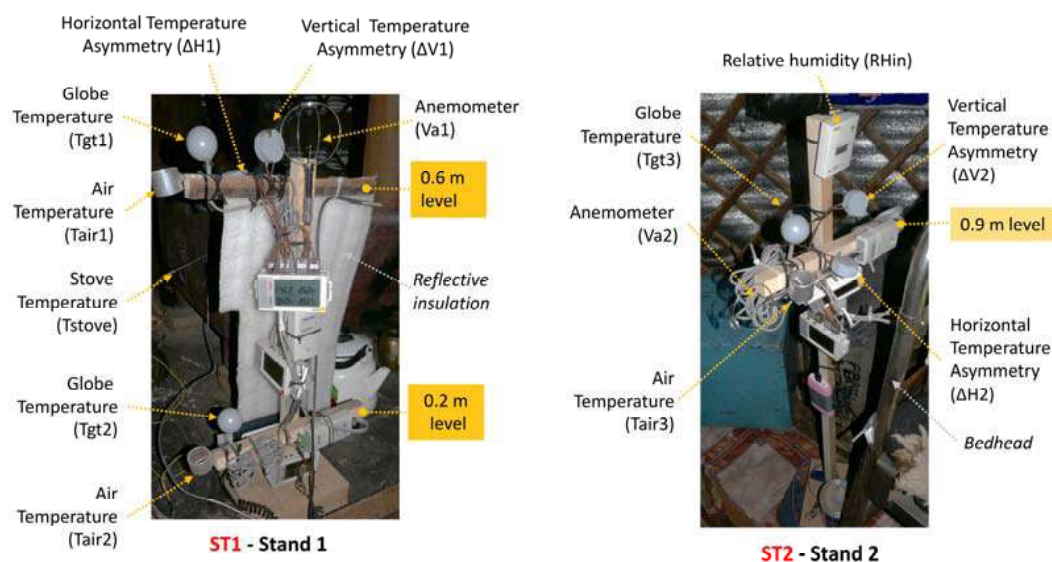 Horizontal Temperature
Asymmetry (ΔH1)
Vertical Temperature
Asymmetry (ΔV1)
Globe
Temperature
(Tgt1)
Anemometer
(Va1)
Air
Temperature
(Tair1)
0.6 m
level
Stove
Temperature
(Tstove)
Reflective
insulation
Globe
Temperature
(Tgt2)
0.2 m
level
Air
Temperature
(Tair2)
ST1 - Stand 1
Relative humidity (RHin)
Globe
Temperature
(Tgt3)
Vertical
Temperature
Asymmetry
(ΔV2)
Anemometer
(Va2)
0.9 m level
Horizontal
Temperature
Asymmetry
(ΔH2)
Air
Temperature
(Tair3)
Bedhead
ST2 - Stand 2